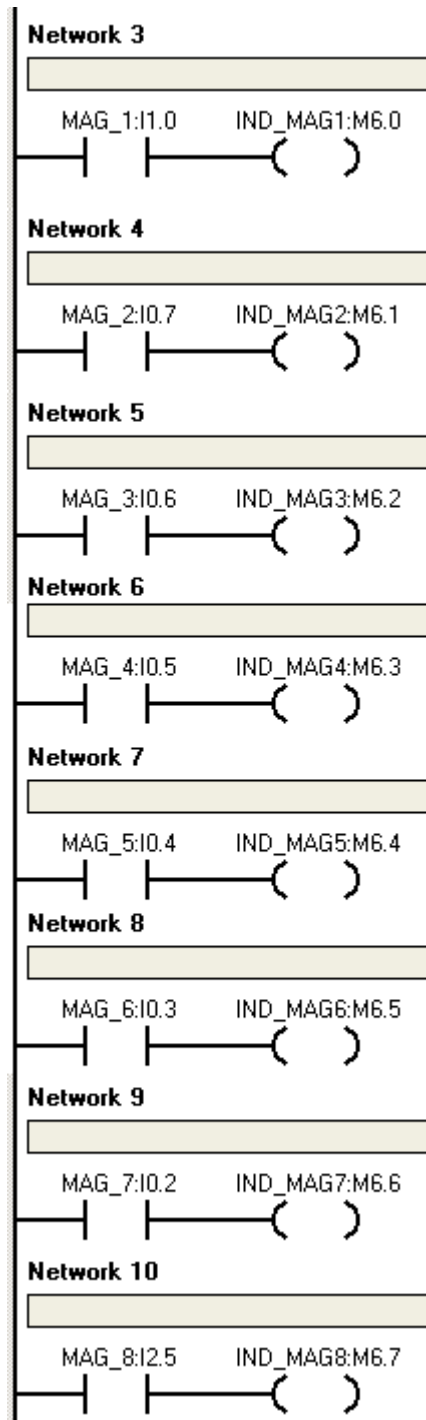 Network 3
MAG_1:I1.0 IND_MAG1:M6.0
Network 4
MAG_2:I0.7 IND_MAG2:M6.1
Network 5
MAG_3:I0.6 IND_MAG3:M6.2
Network 6
MAG_4:I0.5 IND_MAG4:M6.3
Network 7
MAG_5:I0.4 IND_MAG5:M6.4
Network 8
MAG_6:I0.3 IND_MAG6:M6.5
Network 9
MAG_7:I0.2 IND_MAG7:M6.6
Network 10
MAG_8:I2.5 IND_MAG8:M6.7